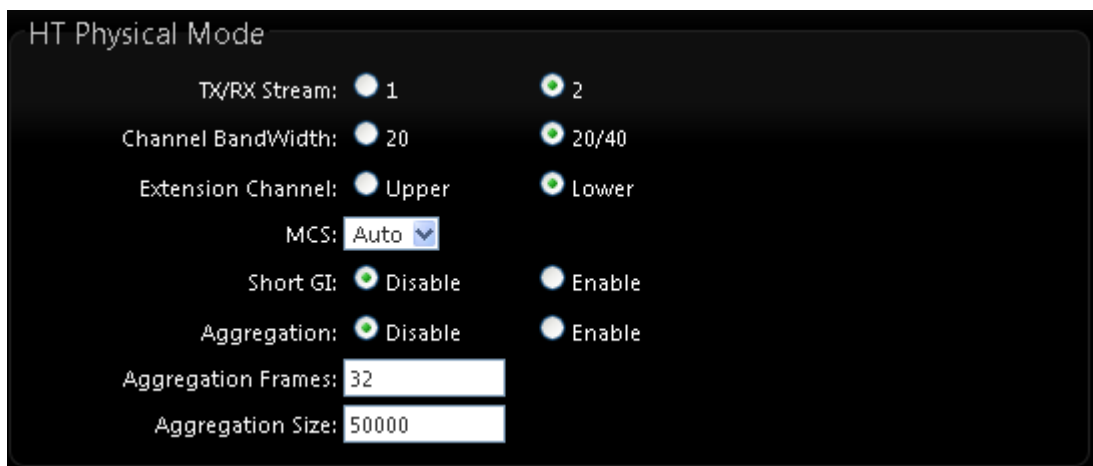 HT Physical Mode
TX/RX Stream: 1 2
Channel BandWidth: 20 20/40
Extension Channel: Upper Lower
MCS: Auto
Short GI: Disable Enable
Aggregation: Disable Enable
Aggregation Frames: 32
Aggregation Size: 50000